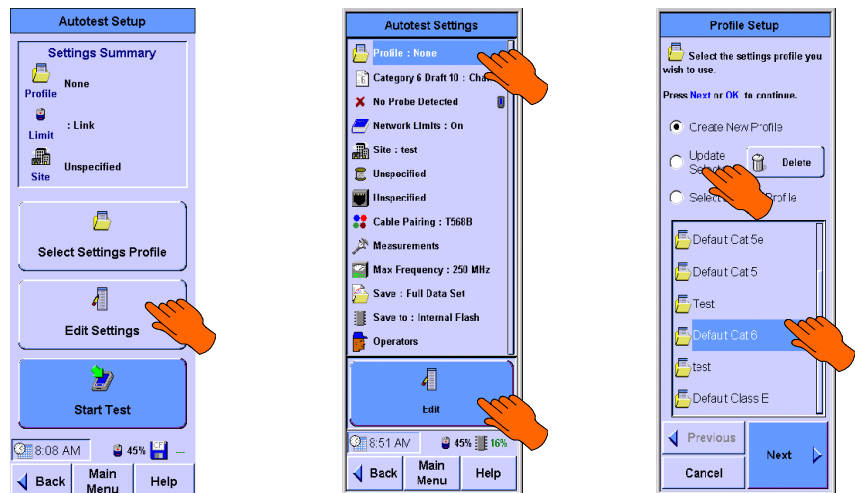 Autotest Setup
Settings Summary
Profile
None
Limit
: Link
Site
Unspecified
Select Settings Profile
Edit Settings
Start Test
8:08 AM
45%
CF
...
Back
Main
Menu
Help
Autotest Settings
Profile : None
Category 6 Draft 10 :
No Probe Detected
Network Limits : On
Site : test
Unspecified
Unspecified
Cable Pairing : T568B
Measurements
Max Frequency : 250 MHz
Save : Full Data Set
Save to : Internal Flash
Operators
Edit
8:51 AM
45%
16%
Back
Main
Menu
Help
Profile Setup
Select the settings profile you
wish to use.
Press Next or OK to continue.
Create New Profile
Update
Delete
Defaut Cat 5e
Defaut Cat 5
Test
Defaut Cat 6
test
Defaut Class E
Previous
Next
Cancel